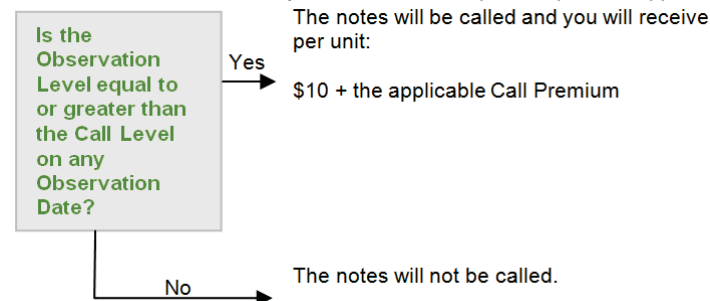 Is the
Observation
Level equal to
or greater than
the Call Level
on any
Observation
Date?
Yes
The notes will be called and you will receive
per unit:
$10 + the applicable Call Premium
No
The notes will not be called.